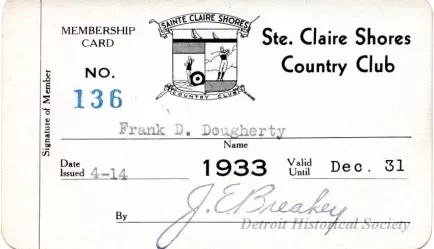 SAINTE CLAIRE SHORES
COUNTRY CLUB
MEMBERSHIP
CARD
NO.
136
Ste. Claire Shores
Country Club
Signature of Member
Frank D. Dougherty
Name
Date
Issued 4-14
1933
Valid
Until Dec. 31
By J. E. Breakey
Detroit Historical Society